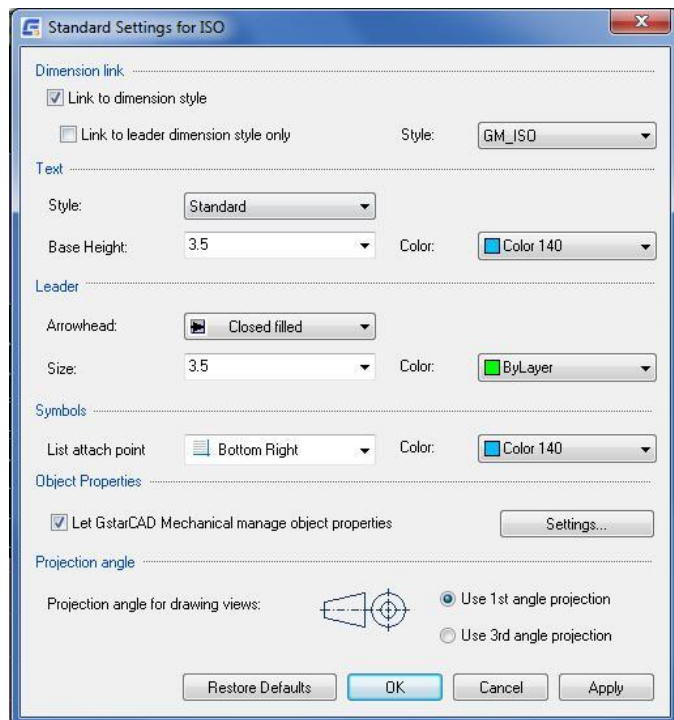 Standard Settings for ISO
Dimension link
Link to dimension style
Link to leader dimension style only Style: GM_ISO
Text
Style: Standard
Base Height: 3.5 Color: Color 140
Leader
Arrowhead: Closed filled
Size: 3.5 Color: ByLayer
Symbols
List attach point Bottom Right Color: Color 140
Object Properties
Let GstarCAD Mechanical manage object properties Settings...
Projection angle
Projection angle for drawing views: Use 1st angle projection
Use 3rd angle projection
Restore Defaults OK Cancel Apply